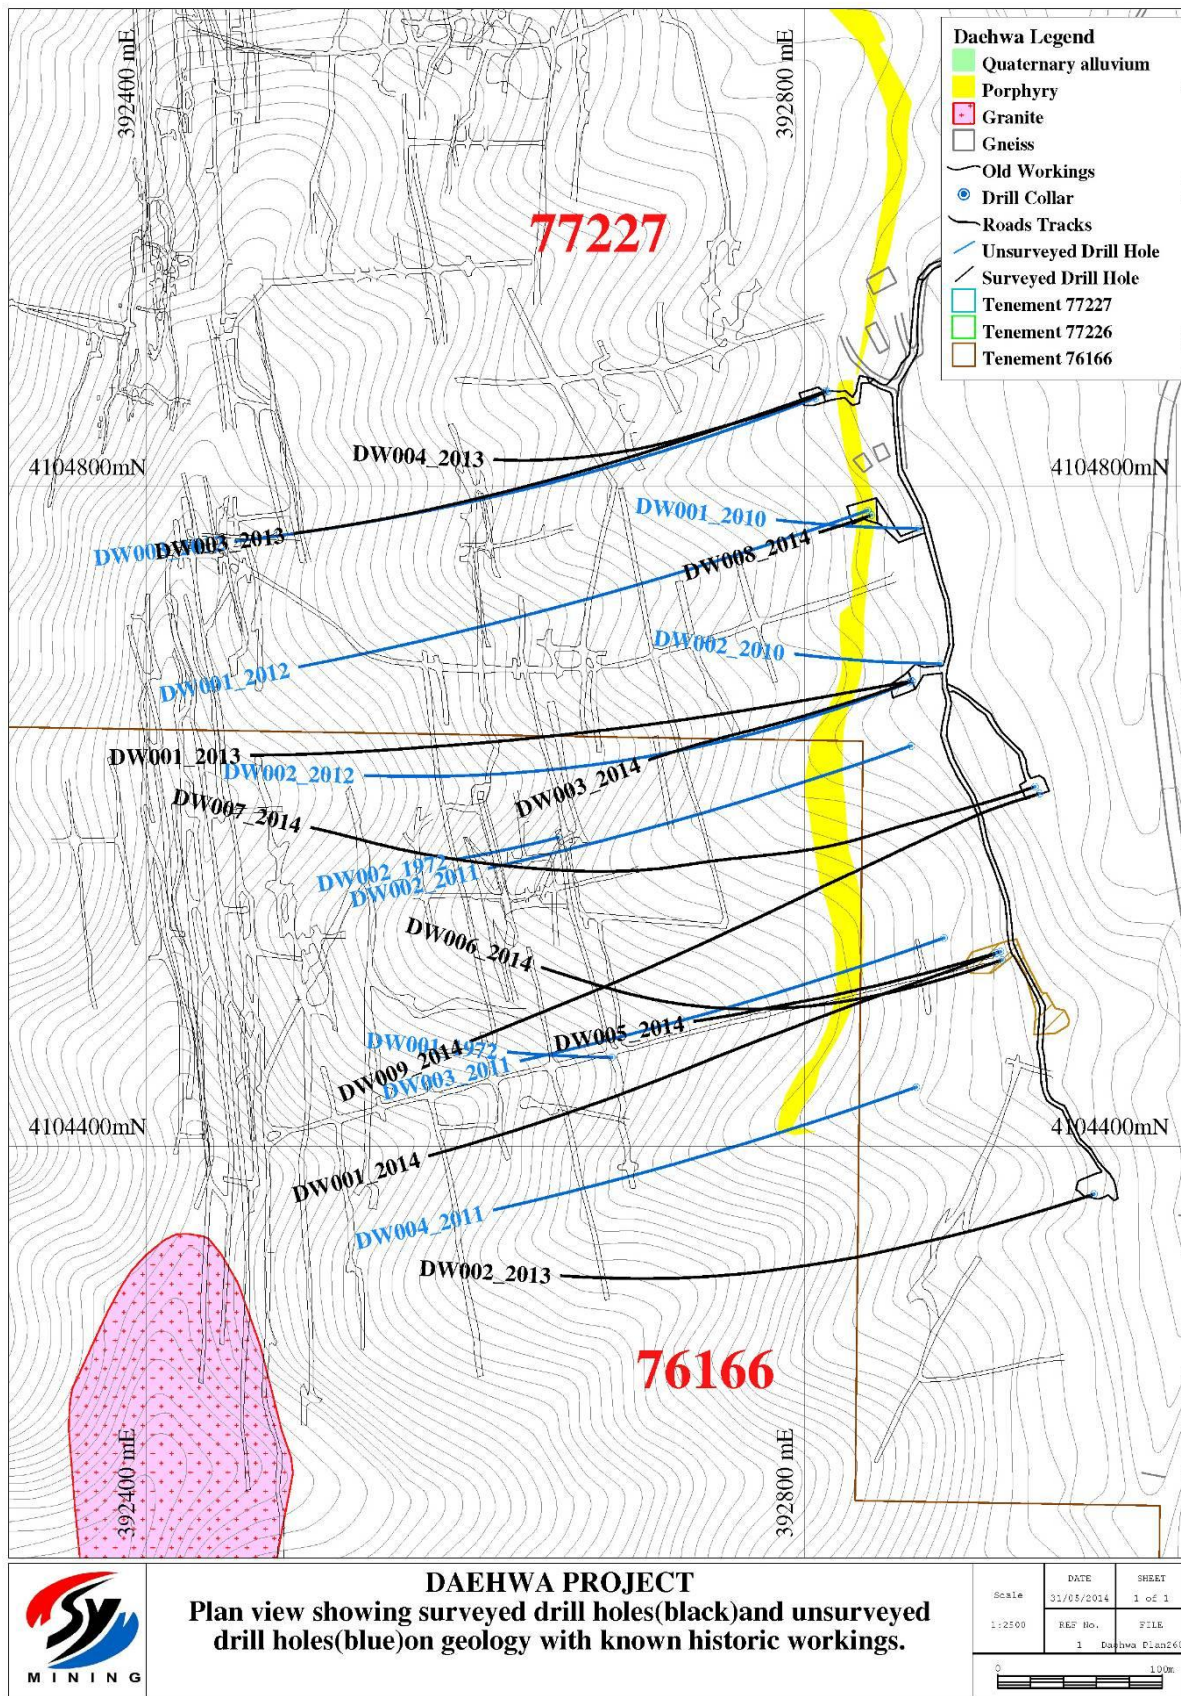 392400 mE
392800 mE
Daehwa Legend
Quaternary alluvium
Porphyry
Granite
Gneiss
Old Workings
Drill Collar
Roads Tracks
Unsurveyed Drill Hole
Surveyed Drill Hole
Tenement 77227
Tenement 77226
Tenement 76166
77227
DW004_2013
4104800mN
4104800mN
DW003_2013
DW001_2010
DW008_2014
DW002_2010
DW001_2012
DW001_2013
DW002_2012
DW003_2014
DW007_2014
DW002_1972
DW002_2011
DW006_2014
DW005_2014
DW009_2014
DW003_2011
4104400mN
4104400mN
DW001_2014
DW004_2011
DW002_2013
76166
392400 mE
392800 mE
SY
MINING
DAEHWA PROJECT
Plan view showing surveyed drill holes(black)and unsurveyed
drill holes(blue)on geology with known historic workings.
Scale
1:2500
DATE
31/05/2014
SHEET
1 of 1
REF No.
1
FILE
0
100m